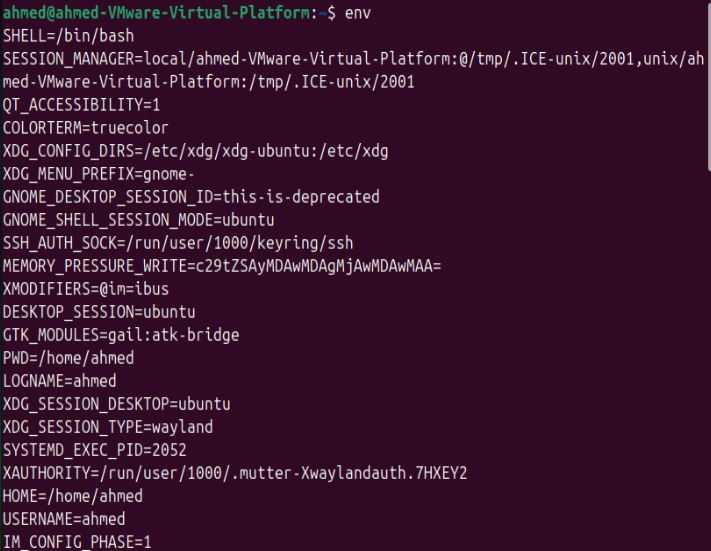 ahmed@ahmed-VMware-Virtual-Platform:~$ env
SHELL=/bin/bash
SESSION_MANAGER=local/ahmed-VMware-Virtual-Platform:@/tmp/.ICE-unix/2001,unix/ah
med-VMware-Virtual-Platform:/tmp/.ICE-unix/2001
QT_ACCESSIBILITY=1
COLORTERM=truecolor
XDG_CONFIG_DIRS=/etc/xdg/xdg-ubuntu:/etc/xdg
XDG_MENU_PREFIX=gnome-
GNOME_DESKTOP_SESSION_ID=this-is-deprecated
GNOME_SHELL_SESSION_MODE=ubuntu
SSH_AUTH_SOCK=/run/user/1000/keyring/ssh
MEMORY_PRESSURE_WRITE=c29tZSAyMDAwMDAgMjAwMDAwMAA=
XMODIFIERS=@im=ibus
DESKTOP_SESSION=ubuntu
GTK_MODULES=gail:atk-bridge
PWD=/home/ahmed
LOGNAME=ahmed
XDG_SESSION_DESKTOP=ubuntu
XDG_SESSION_TYPE=wayland
SYSTEMD_EXEC_PID=2052
XAUTHORITY=/run/user/1000/.mutter-Xwaylandauth.7HXEY2
HOME=/home/ahmed
USERNAME=ahmed
IM_CONFIG_PHASE=1